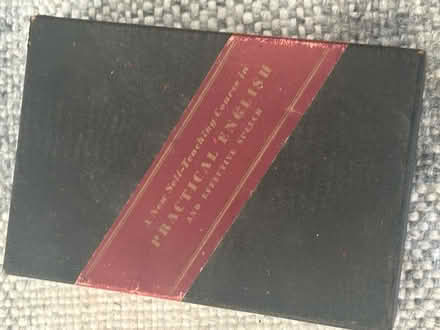 A New Self-Teaching Course in
PRACTICAL ENGLISH
AND EFFECTIVE SPEECH